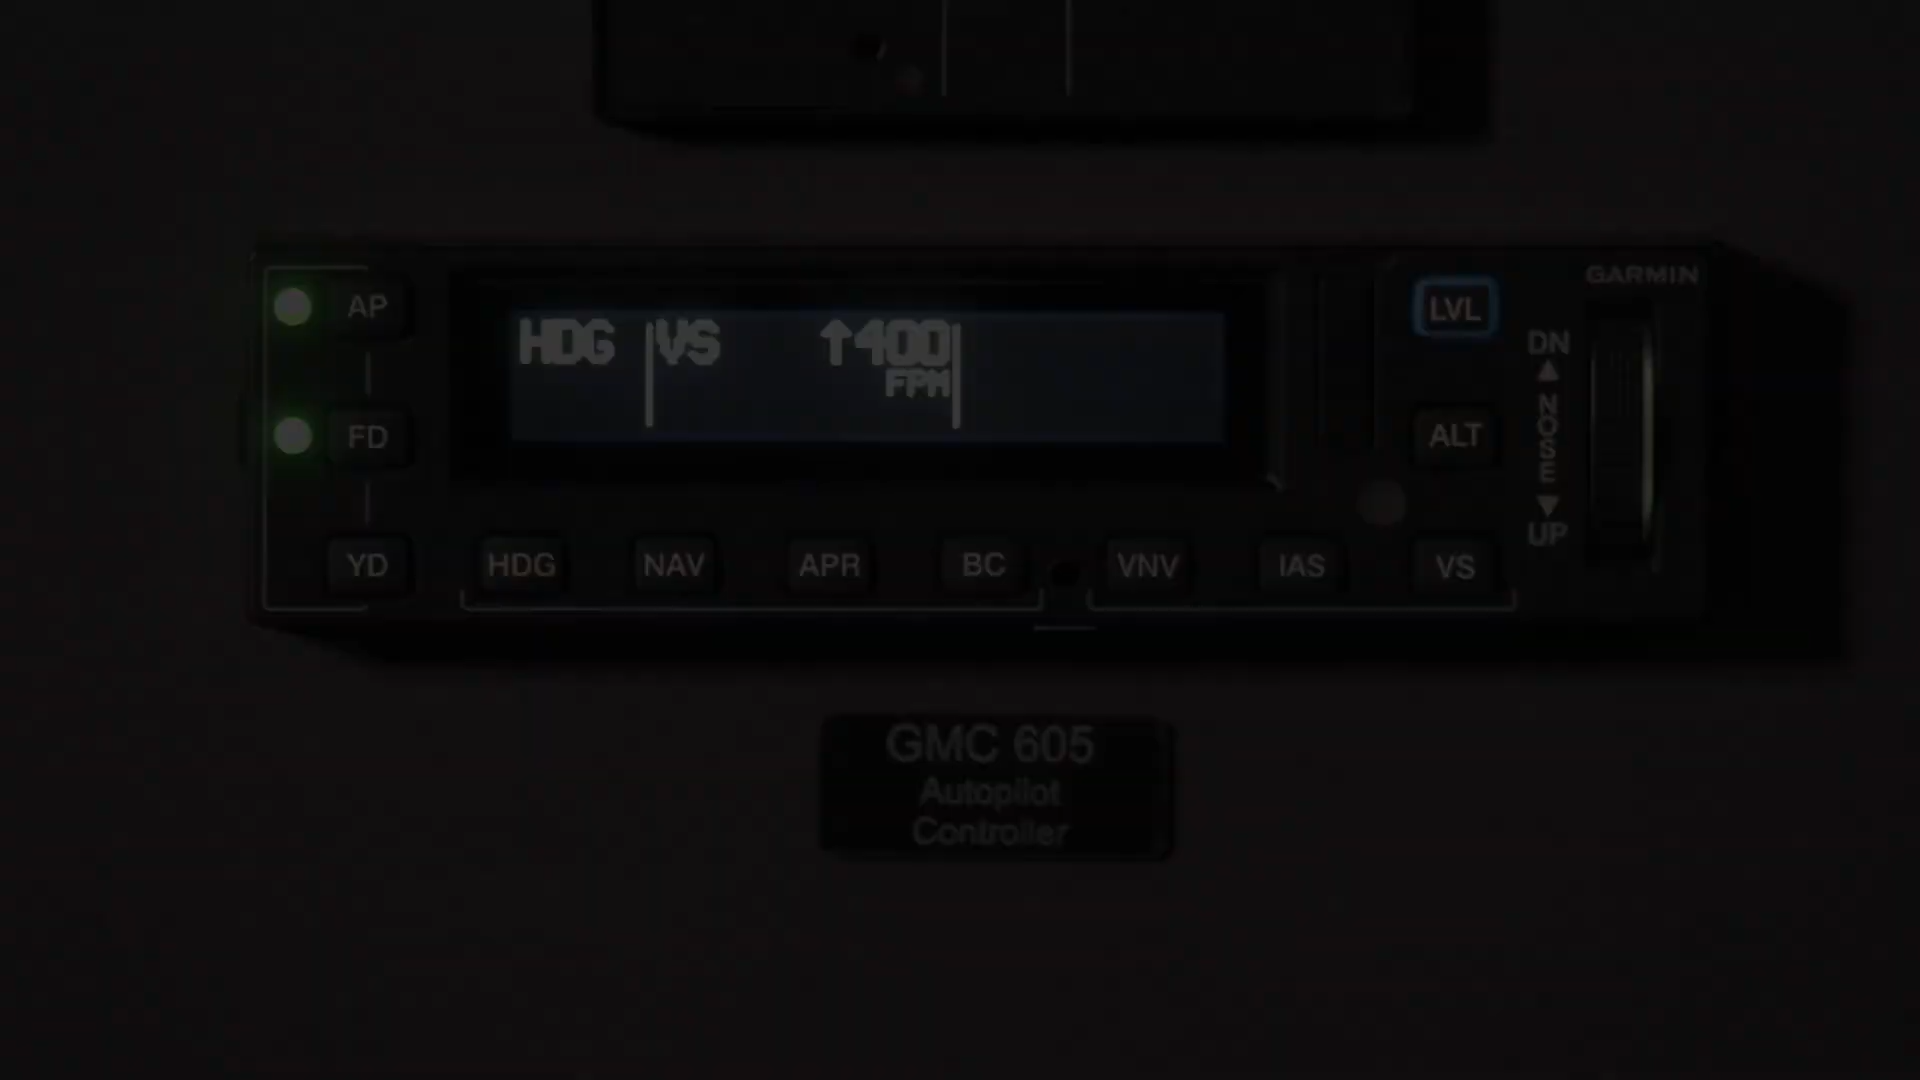 GARMIN
AP
HDG VS ↑400
FPM
LVL
DN
NOSE
UP
FD
ALT
YD HDG NAV APR BC VNV IAS VS
GMC 605
Autopilot
Controller